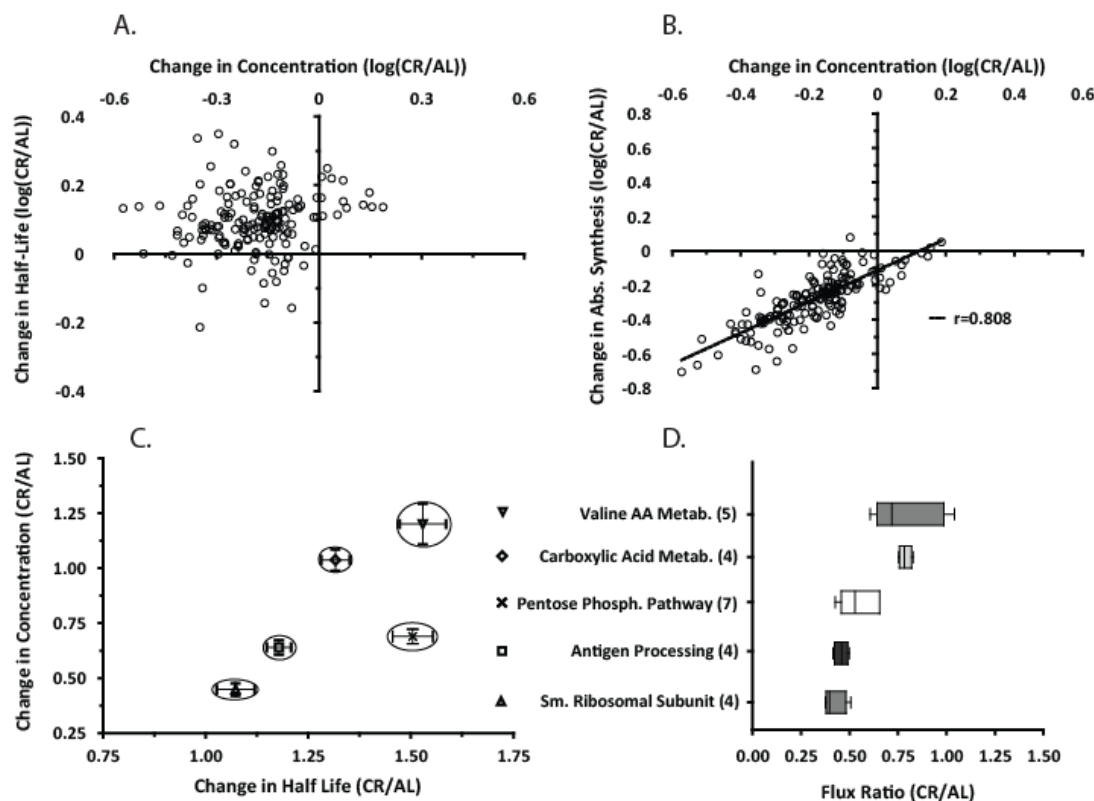 A.
Change in Concentration (log(CR/AL))
-0.6 -0.3 0 0.3 0.6
Change in Half-Life (log(CR/AL))
0.4
0.2
0
-0.2
-0.4
B.
Change in Concentration (log(CR/AL))
-0.6 -0.4 -0.2 0 0.2 0.4 0.6
Change in Abs. Synthesis (log(CR/AL))
0.8
0.6
0.4
0.2
0
-0.2
-0.4
-0.6
-0.8
r=0.808
C.
Change in Concentration (CR/AL)
1.50
1.25
1.00
0.75
0.50
0.25
0.75 1.00 1.25 1.50 1.75
Change in Half Life (CR/AL)
Valine AA Metab. (5)
Carboxylic Acid Metab. (4)
Pentose Phosph. Pathway (7)
Antigen Processing (4)
Sm. Ribosomal Subunit (4)
D.
0.00 0.25 0.50 0.75 1.00 1.25 1.50
Flux Ratio (CR/AL)